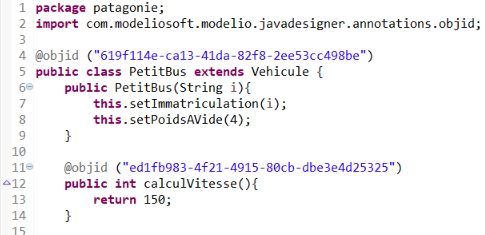 1 package patagonie;
2 import com.modeliosoft.modelio.javadesigner.annotations.objid;
3
4 @objid ("619f114e-ca13-41da-82f8-2ee53cc498be")
5 public class PetitBus extends Vehicule {
6 public PetitBus(String i){
7 this.setImmatriculation(i);
8 this.setPoidsAVide(4);
9 }
10
11 @objid ("ed1fb983-4f21-4915-80cb-dbe3e4d25325")
12 public int calculVitesse(){
13 return 150;
14 }